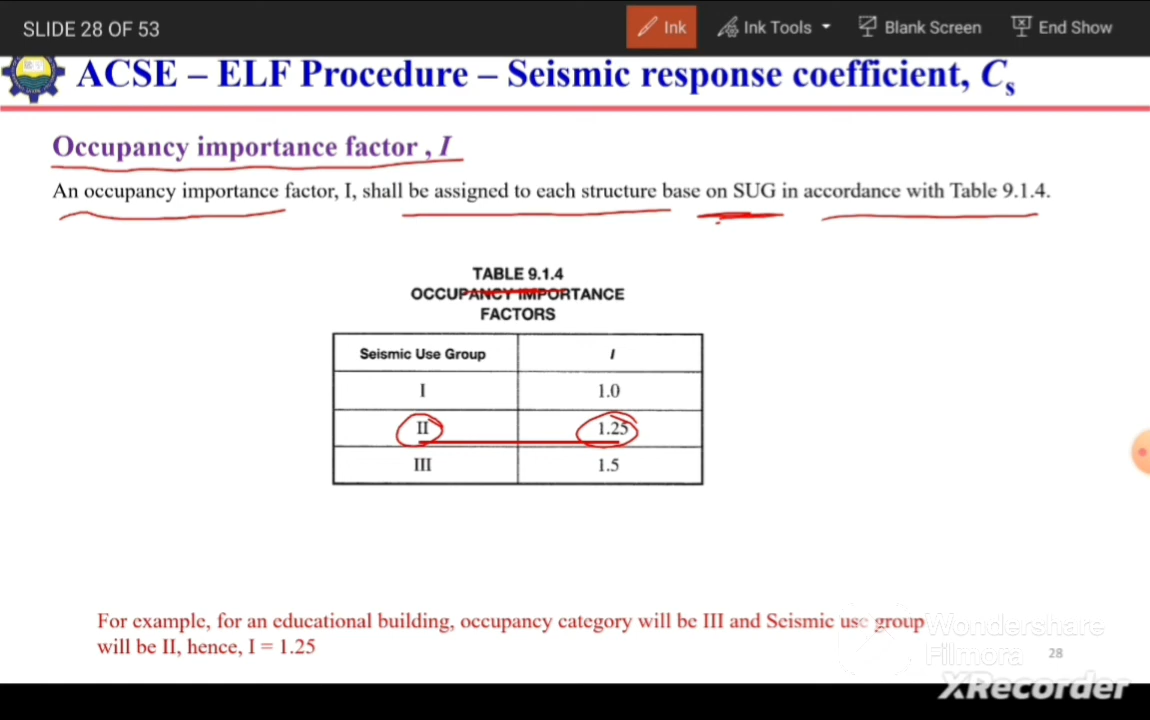 SLIDE 28 OF 53
Ink
Ink Tools
Blank Screen
End Show
ACSE – ELF Procedure – Seismic response coefficient, Cs
Occupancy importance factor , I
An occupancy importance factor, I, shall be assigned to each structure base on SUG in accordance with Table 9.1.4.
TABLE 9.1.4
OCCUPANCY IMPORTANCE
FACTORS
Seismic Use Group I
I 1.0
II 1.25
III 1.5
For example, for an educational building, occupancy category will be III and Seismic use group
will be II, hence, I = 1.25
Wondershare
Filmora
28
XRecorder